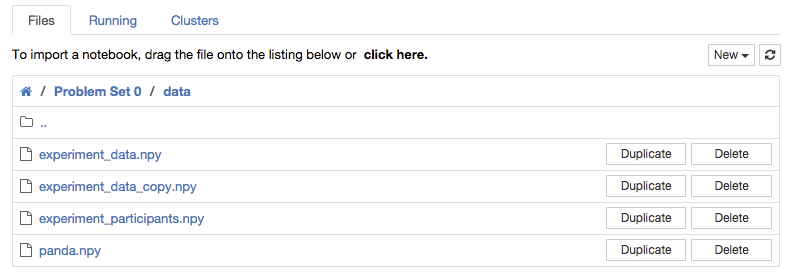 Files Running Clusters
To import a notebook, drag the file onto the listing below or click here. New
/ Problem Set 0 / data
..
experiment_data.npy Duplicate Delete
experiment_data_copy.npy Duplicate Delete
experiment_participants.npy Duplicate Delete
panda.npy Duplicate Delete